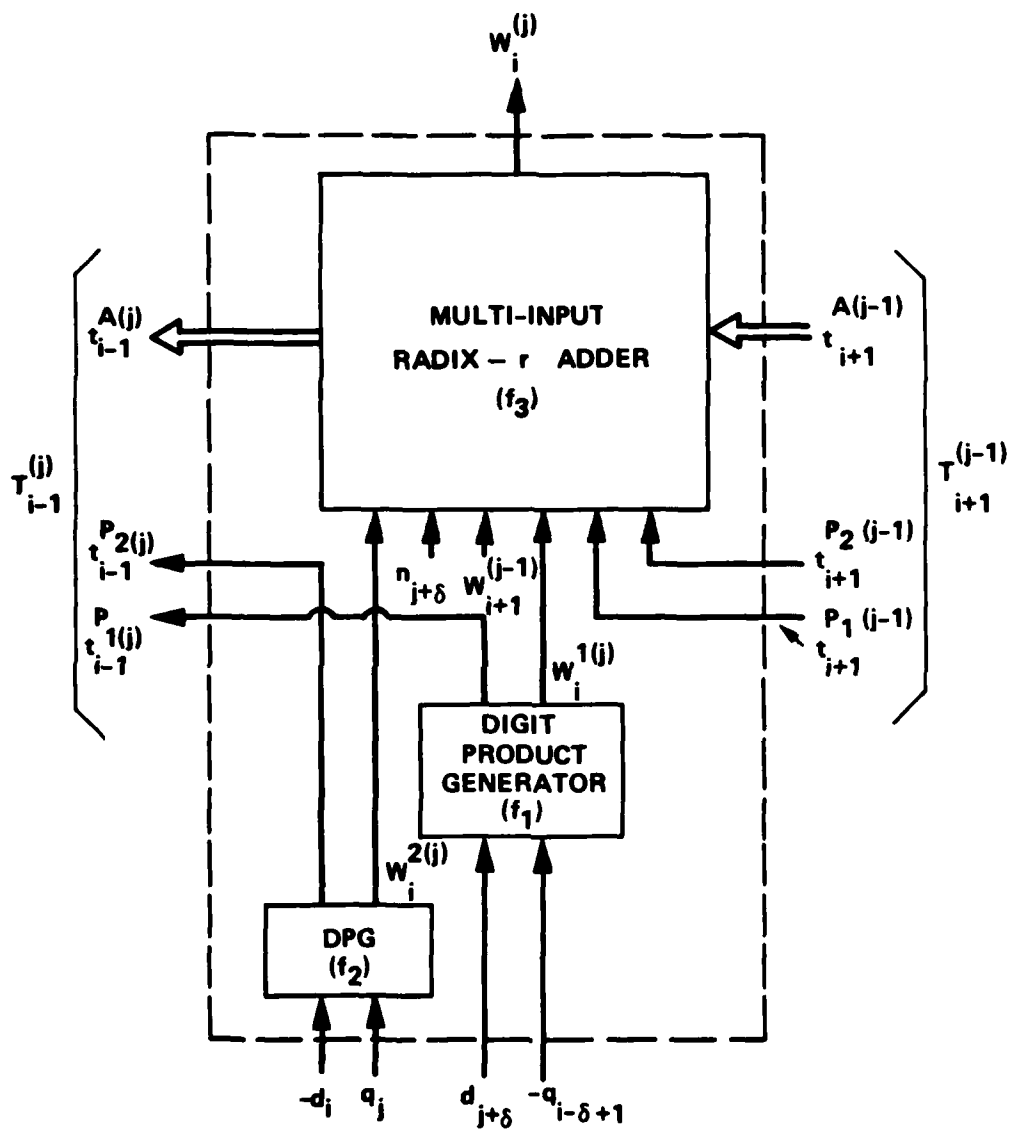 W_i^(j)
MULTI-INPUT
RADIX – r ADDER
(f_3)
t_{i-1}^{A(j)}
t_{i+1}^{A(j-1)}
T_{i-1}^{(j)}
T_{i+1}^{(j-1)}
t_{i-1}^{P_2(j)}
t_{i+1}^{P_2 (j-1)}
n_{j+δ}
W_{i+1}^{(j-1)}
t_{i-1}^{P_1(j)}
t_{i+1}^{P_1 (j-1)}
W_i^{1(j)}
DIGIT
PRODUCT
GENERATOR
(f_1)
W_i^{2(j)}
DPG
(f_2)
-d_i
q_j
d_{j+δ}
-q_{i-δ+1}